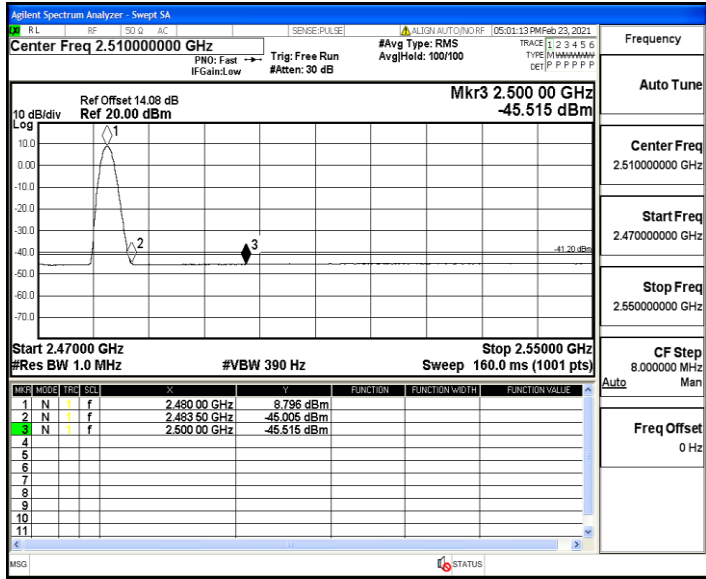 Agilent Spectrum Analyzer - Swept SA
RL RF 50 Ω AC SENSE:PULSE ALIGN AUTO/NO RF 05:01:13 PM Feb 23, 2021
Center Freq 2.510000000 GHz
PNO: Fast
IFGain:Low
Trig: Free Run
#Atten: 30 dB
#Avg Type: RMS
Avg|Hold: 100/100
TRACE 1 2 3 4 5 6
TYPE M WWWWW
DET P P P P P P
Ref Offset 14.08 dB
10 dB/div Ref 20.00 dBm
Log
Mkr3 2.500 00 GHz
-45.515 dBm
10.0
0.00
-10.0
-20.0
-30.0
-40.0
-50.0
-60.0
-70.0
1
2
3
-41.20 dBm
Start 2.47000 GHz Stop 2.55000 GHz
#Res BW 1.0 MHz #VBW 390 Hz Sweep 160.0 ms (1001 pts)
MKR MODE TRC SCL X Y FUNCTION FUNCTION WIDTH FUNCTION VALUE
1 N 1 f 2.480 00 GHz 8.796 dBm
2 N 1 f 2.483 50 GHz -45.005 dBm
3 N 1 f 2.500 00 GHz -45.515 dBm
4
5
6
7
8
9
10
11
MSG STATUS
Frequency
Auto Tune
Center Freq
2.510000000 GHz
Start Freq
2.470000000 GHz
Stop Freq
2.550000000 GHz
CF Step
8.000000 MHz
Auto Man
Freq Offset
0 Hz